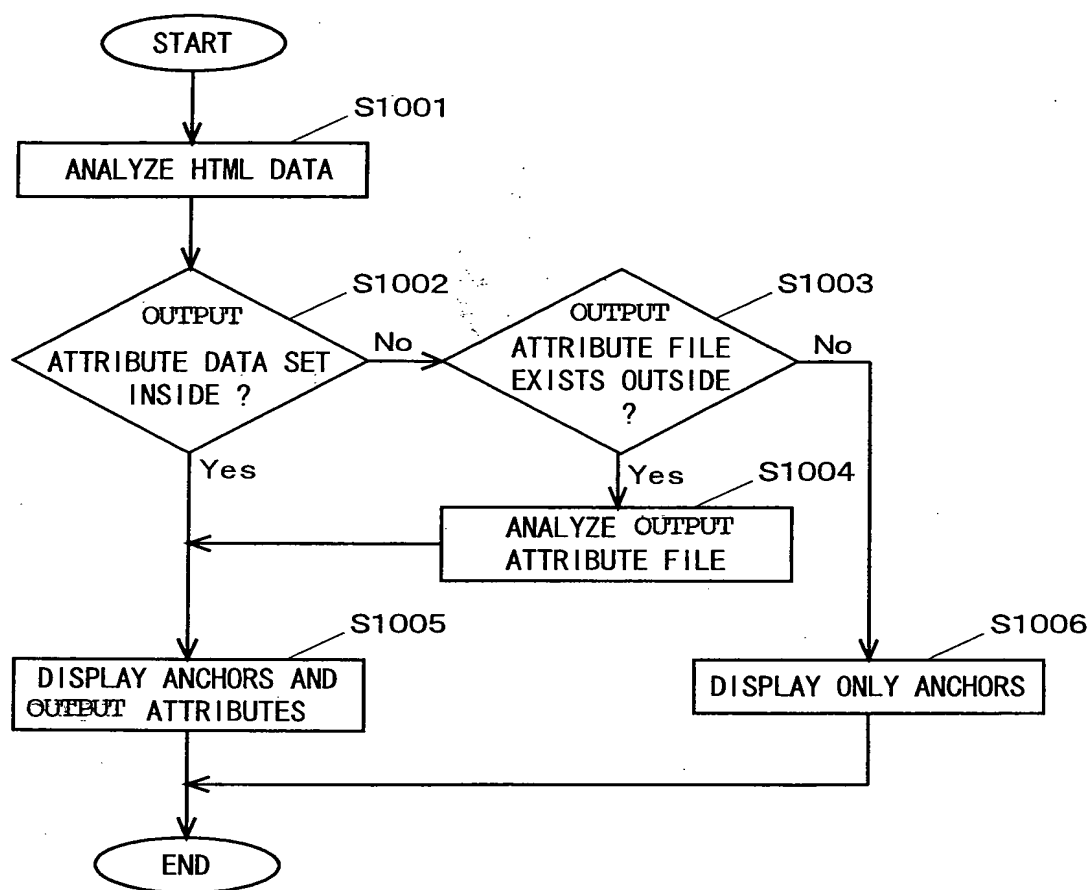 START
S1001
ANALYZE HTML DATA
S1002
OUTPUT
ATTRIBUTE DATA SET
INSIDE ?
No
Yes
S1003
OUTPUT
ATTRIBUTE FILE
EXISTS OUTSIDE
?
No
Yes
S1004
ANALYZE OUTPUT
ATTRIBUTE FILE
S1005
DISPLAY ANCHORS AND
OUTPUT ATTRIBUTES
S1006
DISPLAY ONLY ANCHORS
END